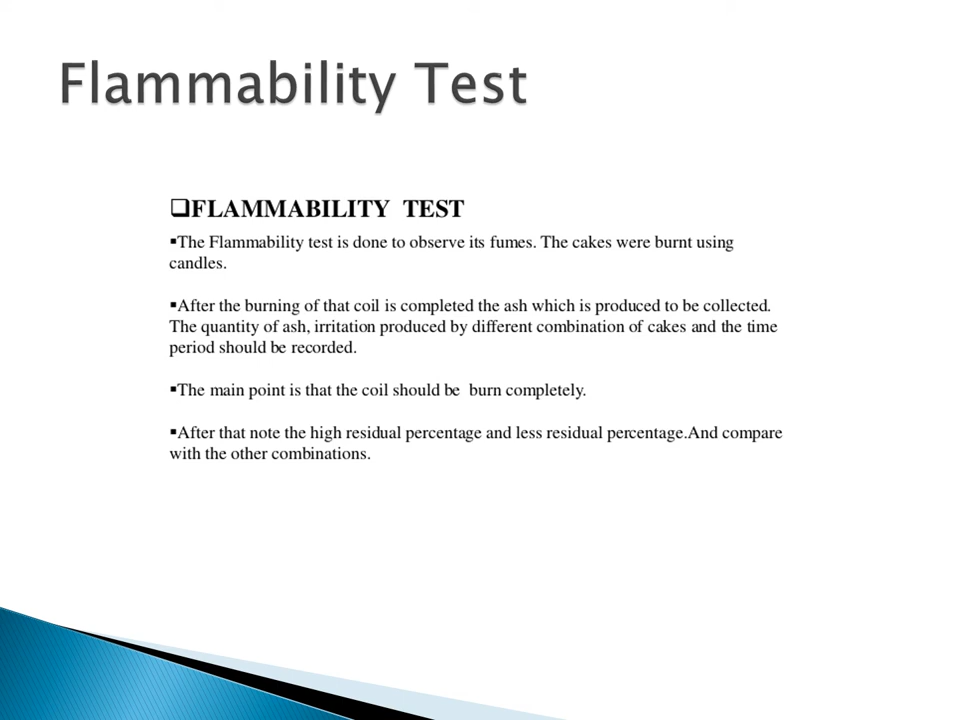 Flammability Test
❑FLAMMABILITY TEST
▪The Flammability test is done to observe its fumes. The cakes were burnt using
candles.
▪After the burning of that coil is completed the ash which is produced to be collected.
The quantity of ash, irritation produced by different combination of cakes and the time
period should be recorded.
▪The main point is that the coil should be  burn completely.
▪After that note the high residual percentage and less residual percentage.And compare
with the other combinations.